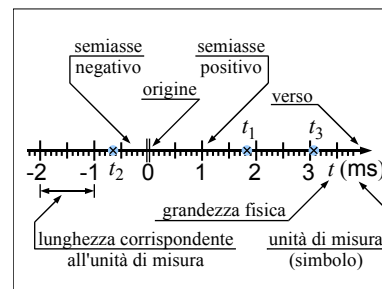 semiasse negativo
semiasse positivo
origine
verso
t1
t3
-2 -1 t2 0 1 2 3 t (ms)
grandezza fisica
lunghezza corrispondente all'unità di misura
unità di misura (simbolo)